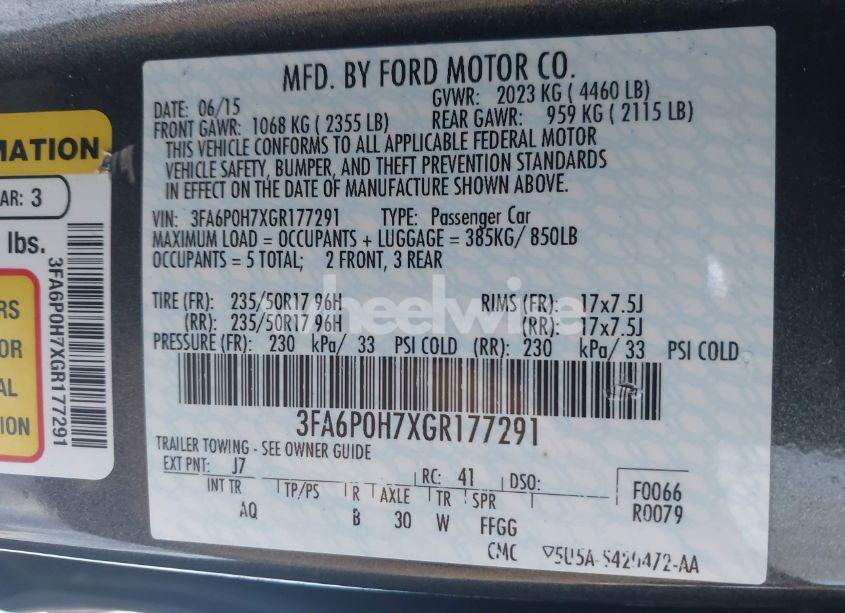 MFD. BY FORD MOTOR CO.
DATE: 06/15 GVWR: 2023 KG ( 4460 LB)
FRONT GAWR: 1068 KG ( 2355 LB) REAR GAWR: 959 KG ( 2115 LB)
THIS VEHICLE CONFORMS TO ALL APPLICABLE FEDERAL MOTOR
VEHICLE SAFETY, BUMPER, AND THEFT PREVENTION STANDARDS
IN EFFECT ON THE DATE OF MANUFACTURE SHOWN ABOVE.
VIN: 3FA6P0H7XGR177291 TYPE: Passenger Car
MAXIMUM LOAD = OCCUPANTS + LUGGAGE = 385KG/ 850LB
OCCUPANTS = 5 TOTAL; 2 FRONT, 3 REAR
TIRE (FR): 235/50R17 96H RIMS (FR): 17x7.5J
(RR): 235/50R17 96H (RR): 17x7.5J
PRESSURE (FR): 230 kPa/ 33 PSI COLD (RR): 230 kPa/ 33 PSI COLD
3FA6P0H7XGR177291
TRAILER TOWING - SEE OWNER GUIDE
EXT PNT: J7 RC: 41 DSO: F0066
INT TR TP/PS R AXLE TR SPR R0079
AQ B 30 W FFGG
CMC
MATION
AR: 3
lbs.
RS
OR
AL
ON
3FA6P0H7XGR177291
heelwire